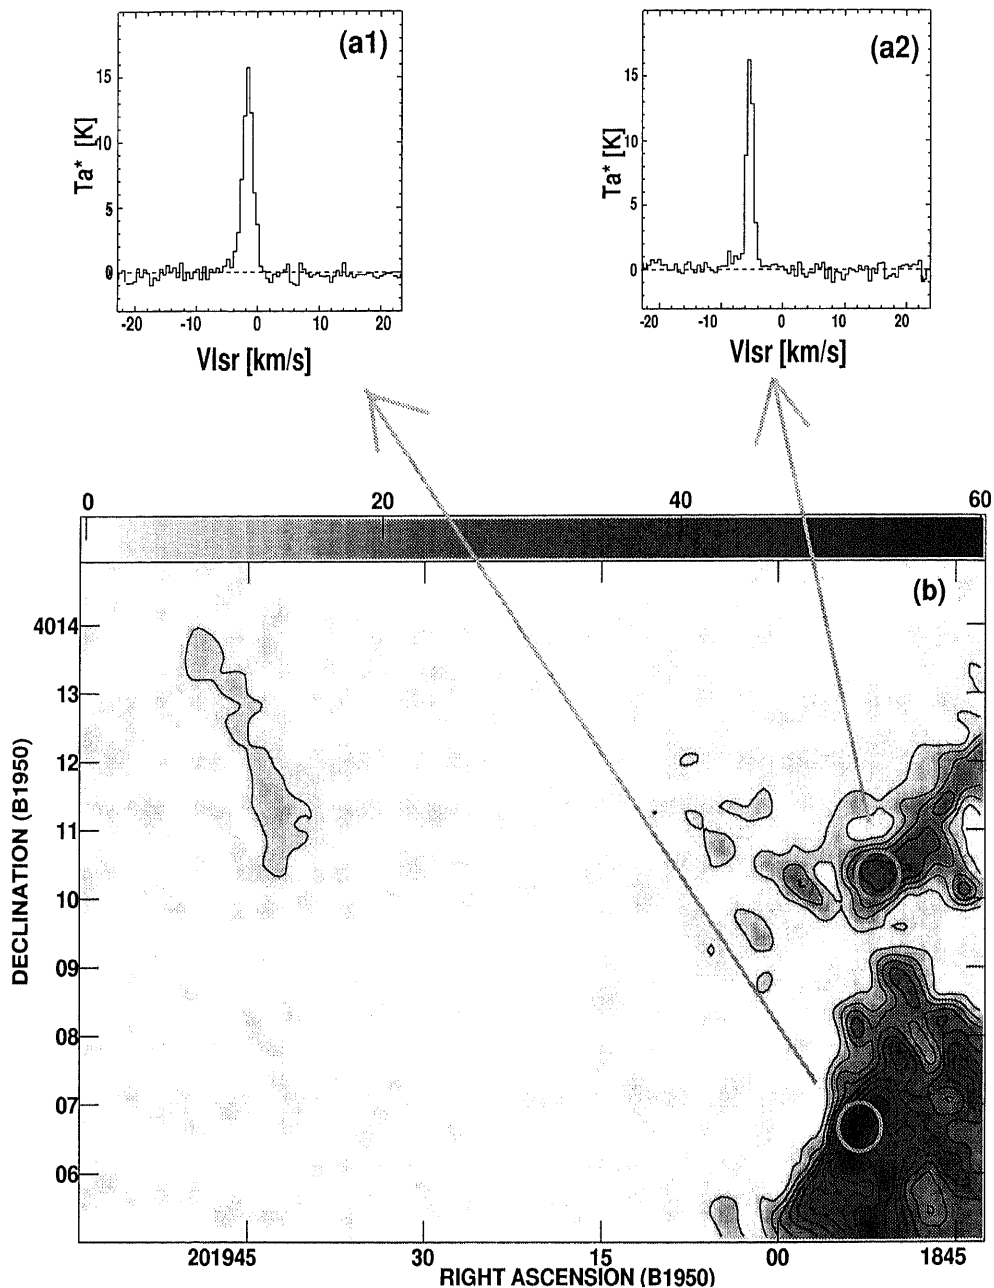 (a1)
15
10
5
0
Ta* [K]
-20 -10 0 10 20
Vlsr [km/s]
(a2)
15
10
5
0
Ta* [K]
-20 -10 0 10 20
Vlsr [km/s]
0 20 40 60
(b)
4014
13
12
11
10
09
08
07
06
DECLINATION (B1950)
201945 30 15 00 1845
RIGHT ASCENSION (B1950)